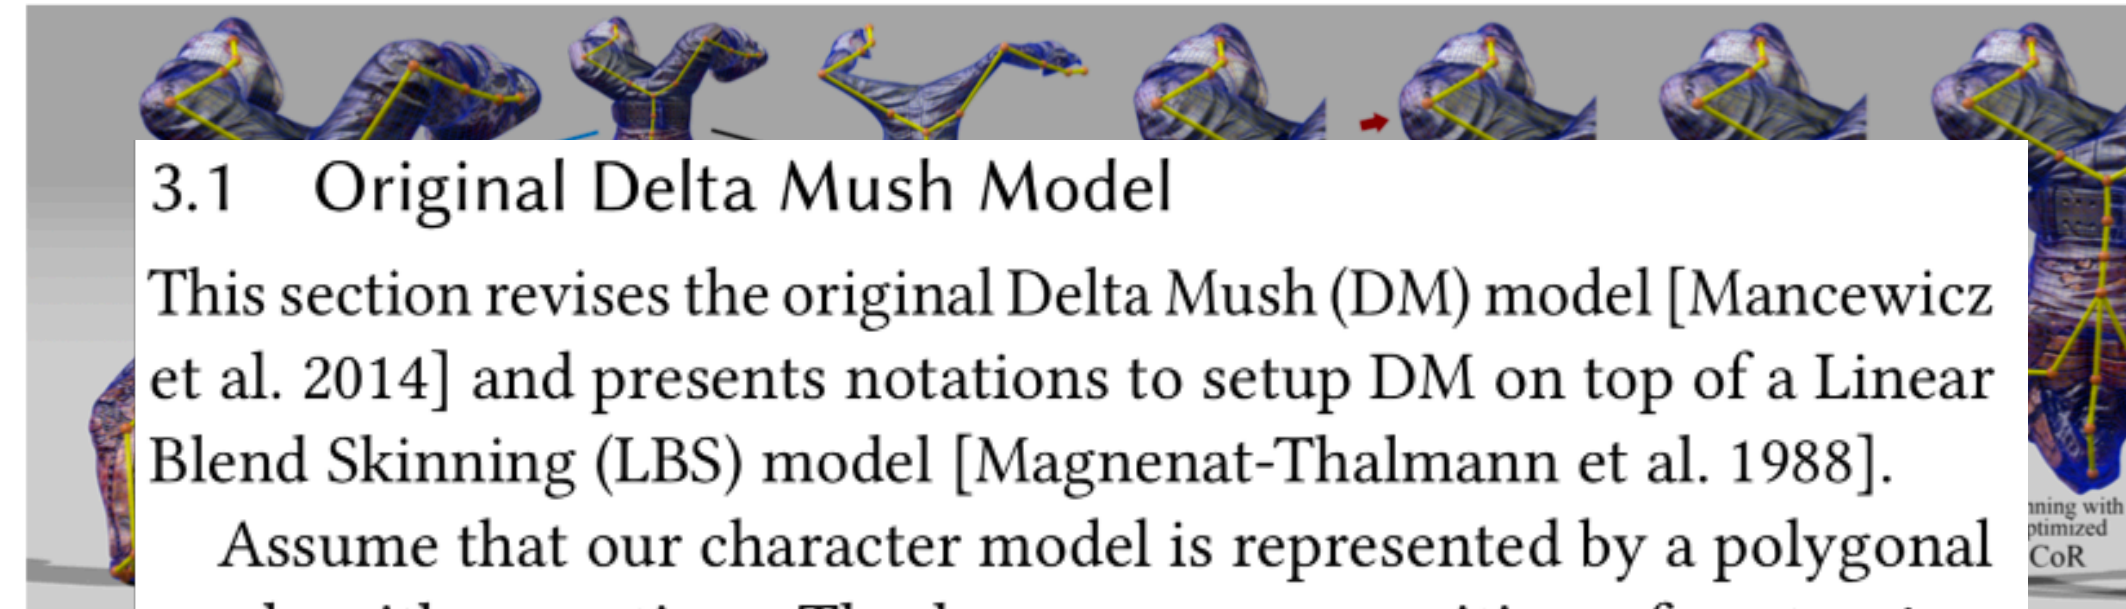 3.1 Original Delta Mush Model
This section revises the original Delta Mush (DM) model [Mancewicz
et al. 2014] and presents notations to setup DM on top of a Linear
Blend Skinning (LBS) model [Magnenat-Thalmann et al. 1988].
Assume that our character model is represented by a polygonal
with
CoR